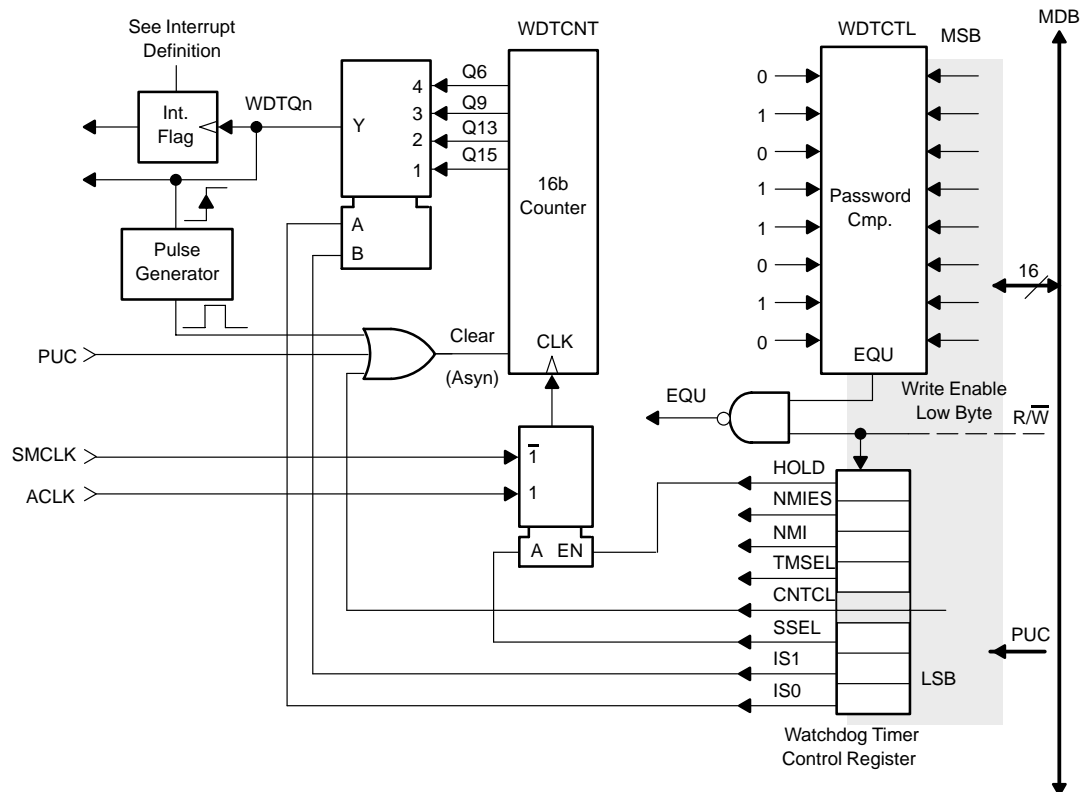 See Interrupt
Definition
WDTCNT
WDTCTL
MSB
MDB
Int.
Flag
WDTQn
Y
4
3
2
1
Q6
Q9
Q13
Q15
16b
Counter
A
B
Pulse
Generator
0
1
0
1
1
0
1
0
Password
Cmp.
EQU
16
PUC
Clear
(Asyn)
CLK
EQU
Write Enable
Low Byte
R/W̅
SMCLK
ACLK
1̅
1
A EN
HOLD
NMIES
NMI
TMSEL
CNTCL
SSEL
IS1
IS0
PUC
LSB
Watchdog Timer
Control Register